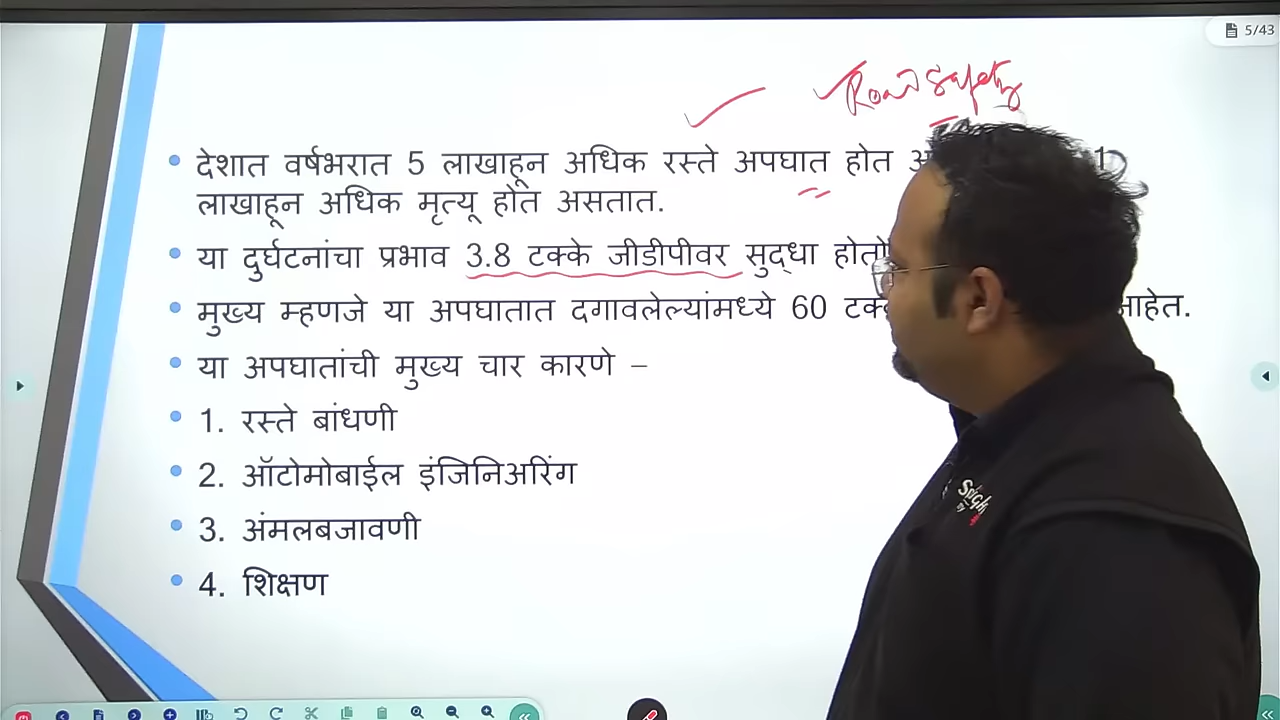 5/43
Road Safety
देशात वर्षभरात 5 लाखाहून अधिक रस्ते अपघात होत 1
लाखाहून अधिक मृत्यू होत असतात.
या दुर्घटनांचा प्रभाव 3.8 टक्के जीडीपीवर सुद्धा होतो
मुख्य म्हणजे या अपघातात दगावलेल्यांमध्ये 60 आहेत.
या अपघातांची मुख्य चार कारणे –
1. रस्ते बांधणी
2. ऑटोमोबाईल इंजिनिअरिंग
3. अंमलबजावणी
4. शिक्षण